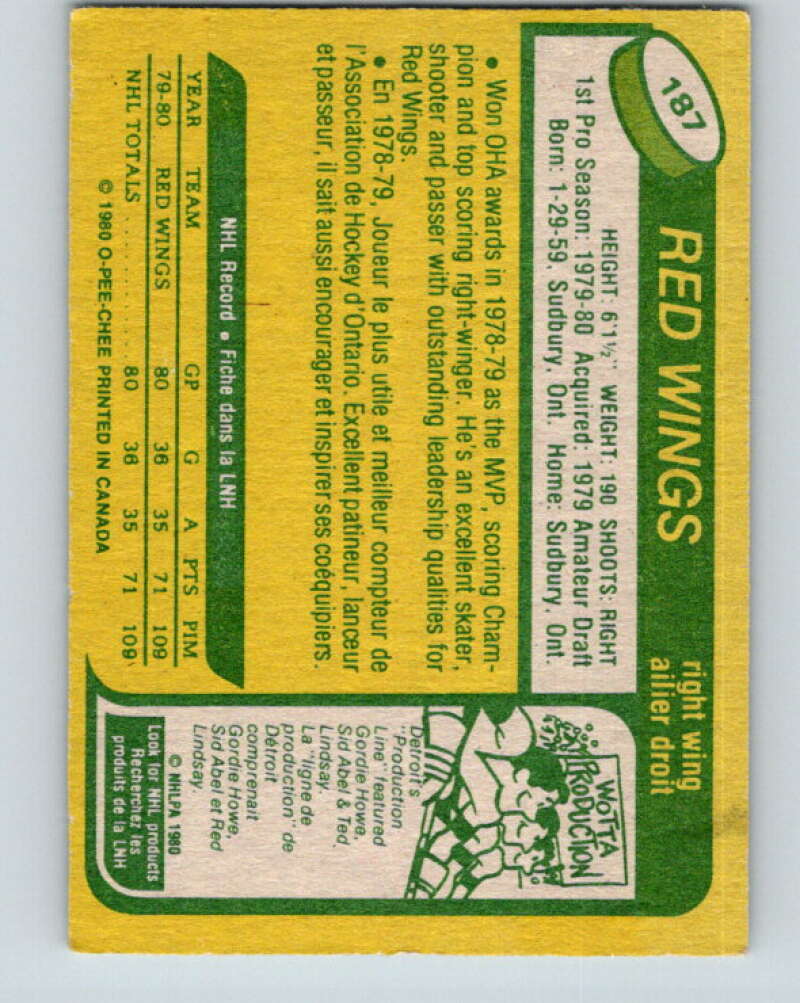 187
RED WINGS
right wing
ailier droit
HEIGHT: 6'1½" WEIGHT: 190 SHOOTS: RIGHT
1st Pro Season: 1979-80 Acquired: 1979 Amateur Draft
Born: 1-29-59, Sudbury, Ont. Home: Sudbury, Ont.
• Won OHA awards in 1978-79 as the MVP, scoring Cham-
pion and top scoring right-winger. He's an excellent skater,
shooter and passer with outstanding leadership qualities for
Red Wings.
• En 1978-79, Joueur le plus utile et meilleur compteur de
l'Association de Hockey d'Ontario. Excellent patineur, lanceur
et passeur, il sait aussi encourager et inspirer ses coéquipiers.
NHL Record • Fiche dans la LNH
YEAR TEAM GP G A PTS PIM
79-80 RED WINGS 80 36 35 71 109
NHL TOTALS .......... 80 36 35 71 109
© 1980 O-PEE-CHEE PRINTED IN CANADA
WOTTA
PRODUCTION
Detroit's
"Production
Line" featured
Gordie Howe,
Sid Abel & Ted
Lindsay.
La "ligne de
production" de
Détroit
comprenait
Gordie Howe,
Sid Abel et Red
Lindsay.
© NHLPA 1980
Look for NHL products
Recherchez les
produits de la LNH